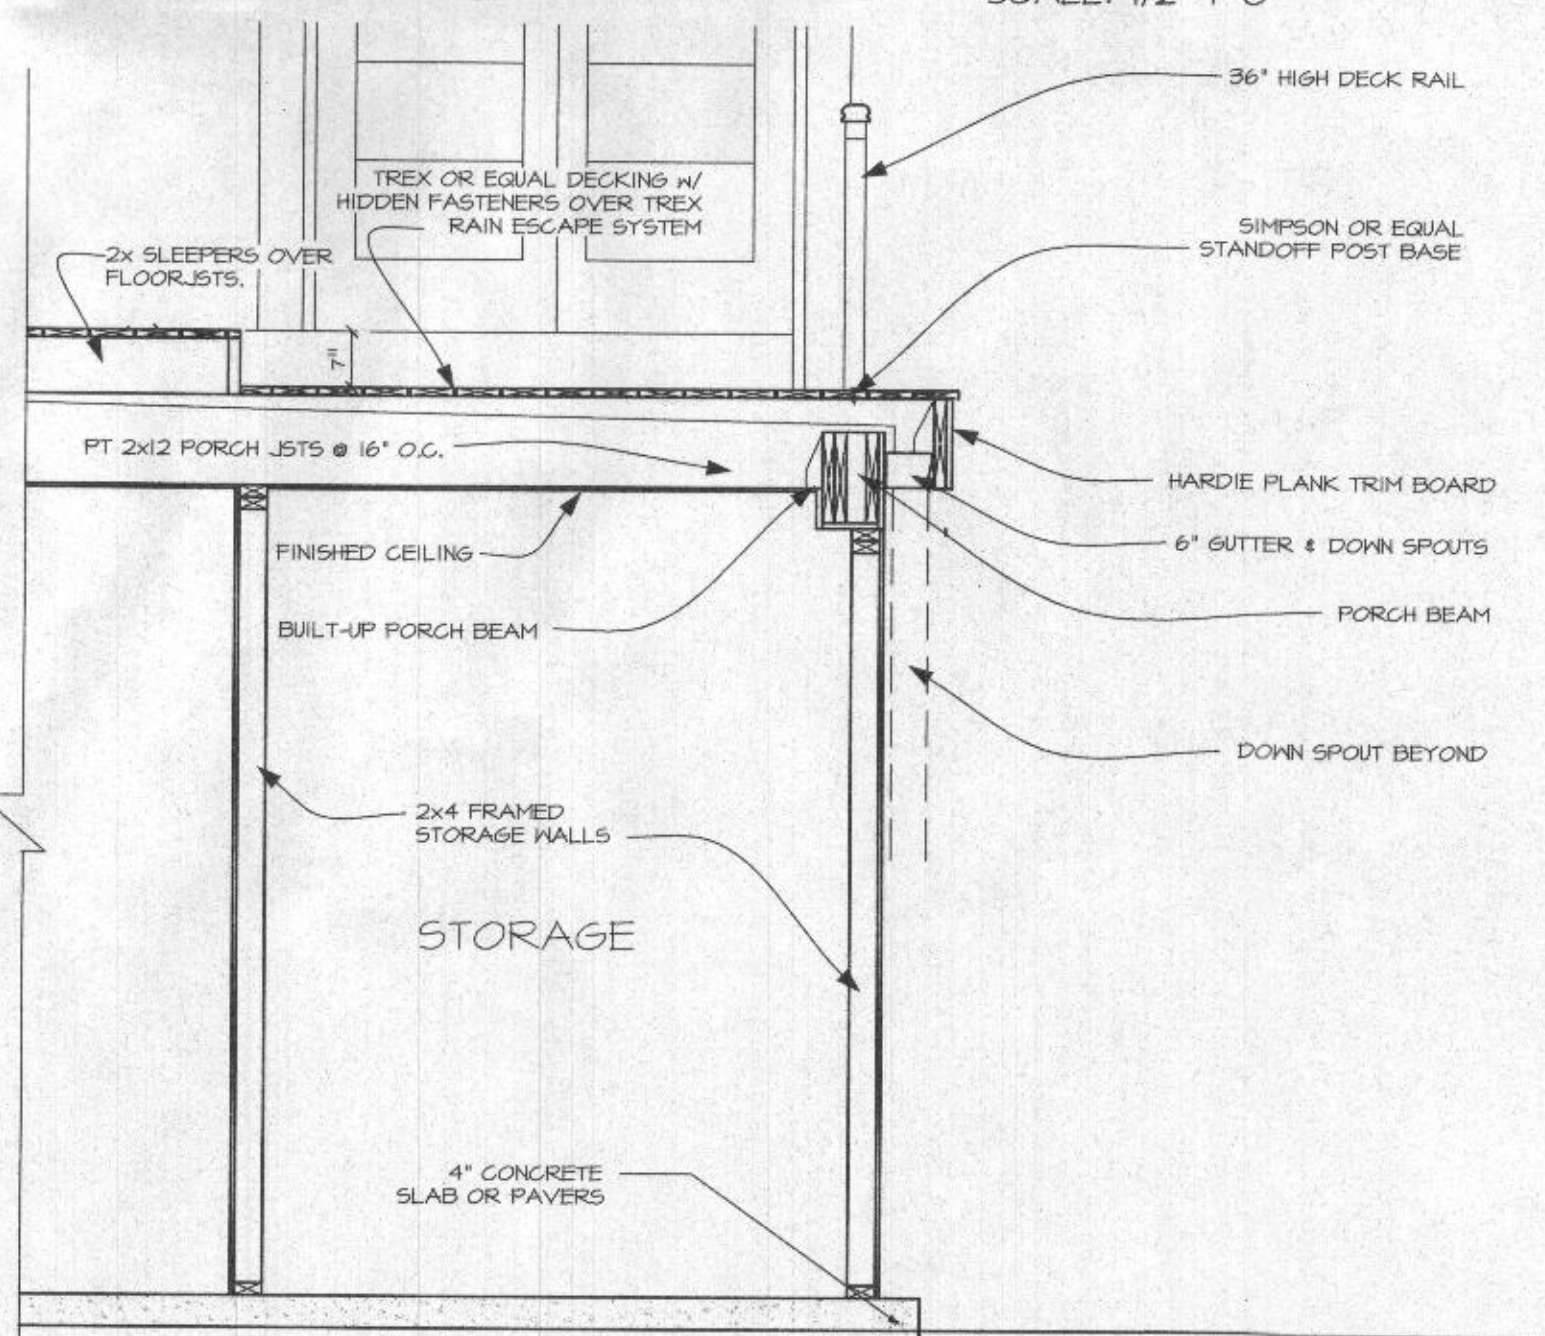 36" HIGH DECK RAIL
TREX OR EQUAL DECKING W/
HIDDEN FASTENERS OVER TREX
RAIN ESCAPE SYSTEM
SIMPSON OR EQUAL
STANDOFF POST BASE
2x SLEEPERS OVER
FLOORJSTS.
7"
PT 2x12 PORCH JSTS @ 16" O.C.
HARDIE PLANK TRIM BOARD
FINISHED CEILING
6" GUTTER & DOWN SPOUTS
BUILT-UP PORCH BEAM
PORCH BEAM
DOWN SPOUT BEYOND
2x4 FRAMED
STORAGE WALLS
STORAGE
4" CONCRETE
SLAB OR PAVERS